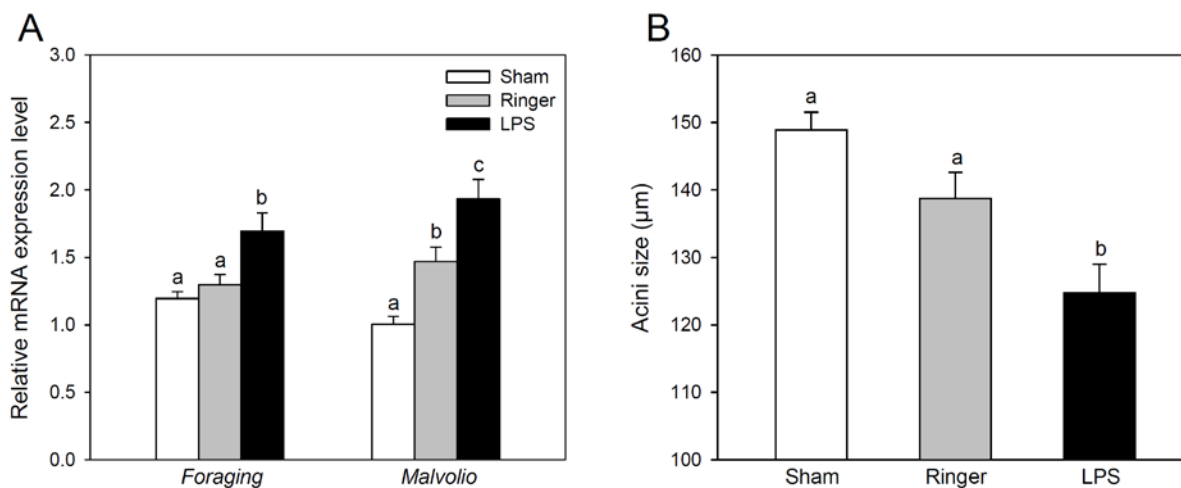 A
Relative mRNA expression level
3.0
2.5
2.0
1.5
1.0
0.5
0.0
Sham
Ringer
LPS
a
a
b
a
b
c
Foraging
Malvolio
B
Acini size (µm)
160
150
140
130
120
110
100
a
a
b
Sham
Ringer
LPS